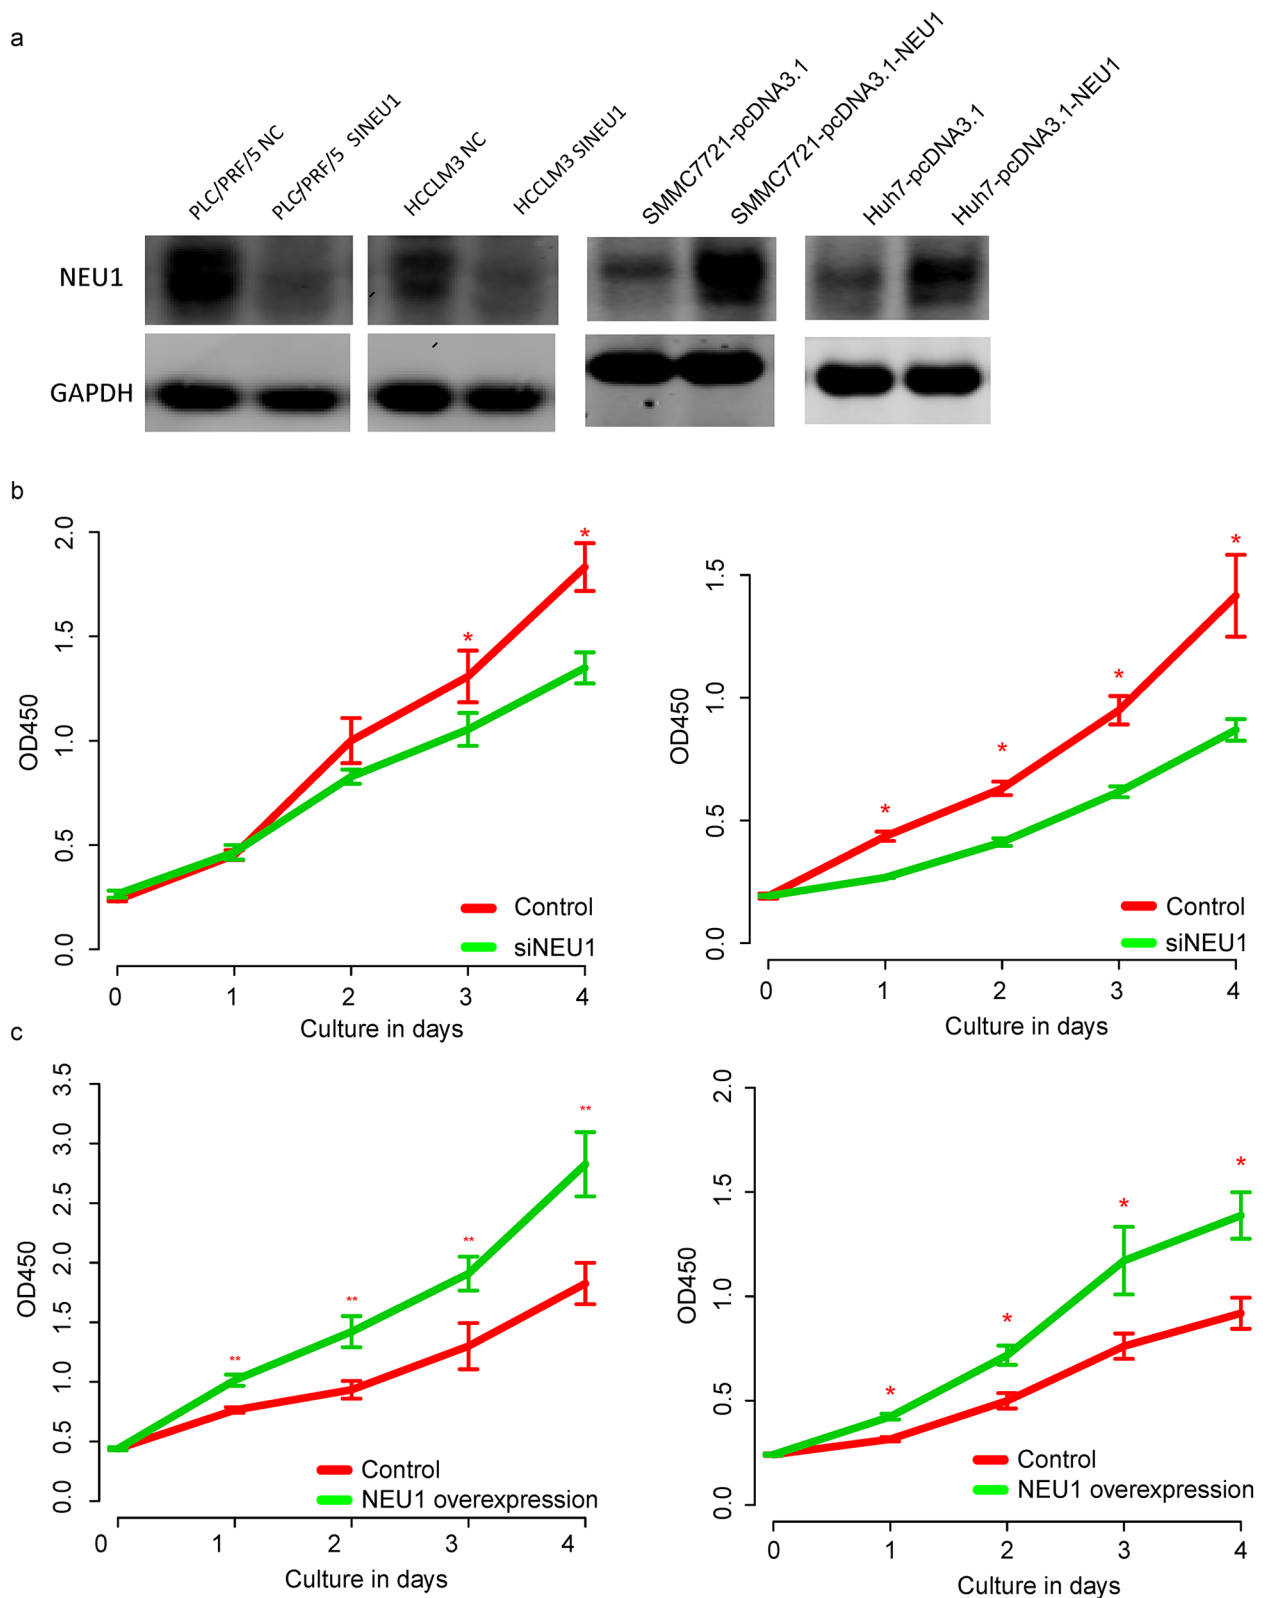 a
PLC/PRF/5 NC
PLC/PRF/5 SINEU1
HCCLM3 NC
HCCLM3 SINEU1
SMMC7721-pcDNA3.1
SMMC7721-pcDNA3.1-NEU1
Huh7-pcDNA3.1
Huh7-pcDNA3.1-NEU1
NEU1
GAPDH
b
OD450
2.0
1.5
1.0
0.5
0.0
*
*
Control
siNEU1
0 1 2 3 4
Culture in days
OD450
1.5
1.0
0.5
0.0
*
*
*
*
Control
siNEU1
0 1 2 3 4
Culture in days
c
OD450
3.5
3.0
2.5
2.0
1.5
1.0
0.5
0.0
**
**
**
**
Control
NEU1 overexpression
0 1 2 3 4
Culture in days
OD450
2.0
1.5
1.0
0.5
0.0
*
*
*
*
Control
NEU1 overexpression
0 1 2 3 4
Culture in days